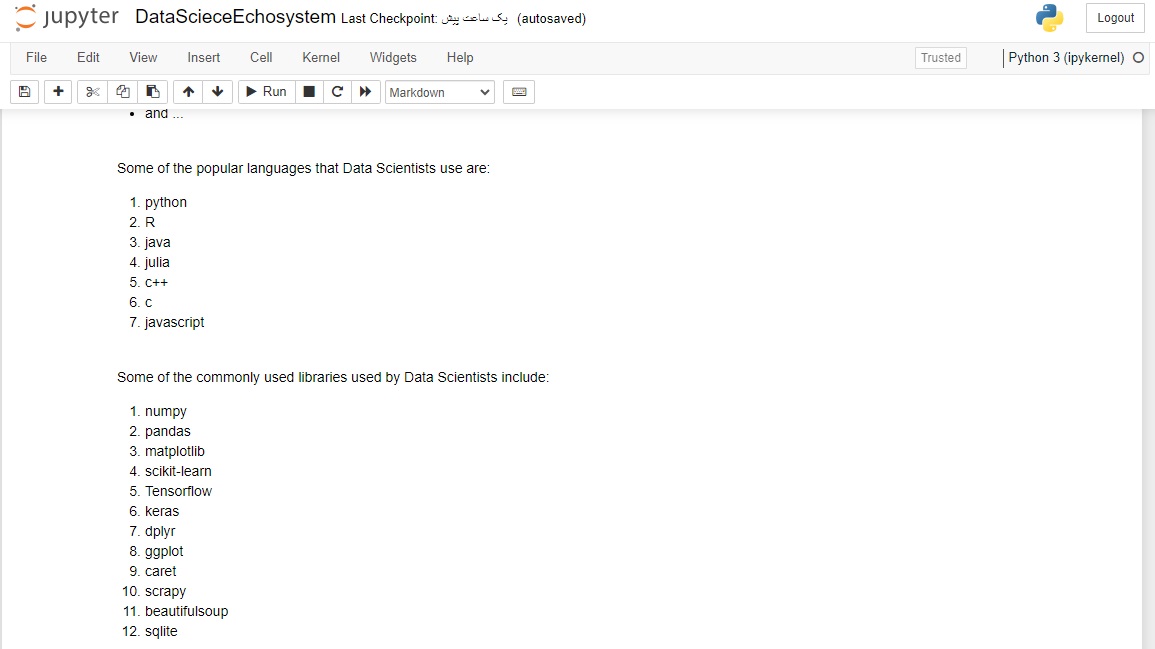 jupyter DataScieceEchosystem Last Checkpoint: یک ساعت پیش (autosaved)
Logout
File Edit View Insert Cell Kernel Widgets Help Trusted Python 3 (ipykernel)
Run Markdown
• and ...
Some of the popular languages that Data Scientists use are:
1. python
2. R
3. java
4. julia
5. c++
6. c
7. javascript
Some of the commonly used libraries used by Data Scientists include:
1. numpy
2. pandas
3. matplotlib
4. scikit-learn
5. Tensorflow
6. keras
7. dplyr
8. ggplot
9. caret
10. scrapy
11. beautifulsoup
12. sqlite